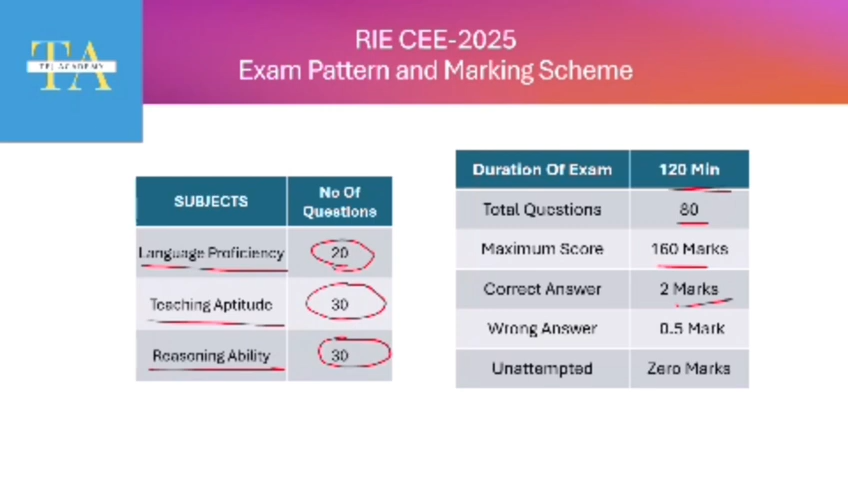 TA
TPJ ACADEMY
RIE CEE-2025
Exam Pattern and Marking Scheme
SUBJECTS No Of Questions
Language Proficiency 20
Teaching Aptitude 30
Reasoning Ability 30
Duration Of Exam 120 Min
Total Questions 80
Maximum Score 160 Marks
Correct Answer 2 Marks
Wrong Answer 0.5 Mark
Unattempted Zero Marks